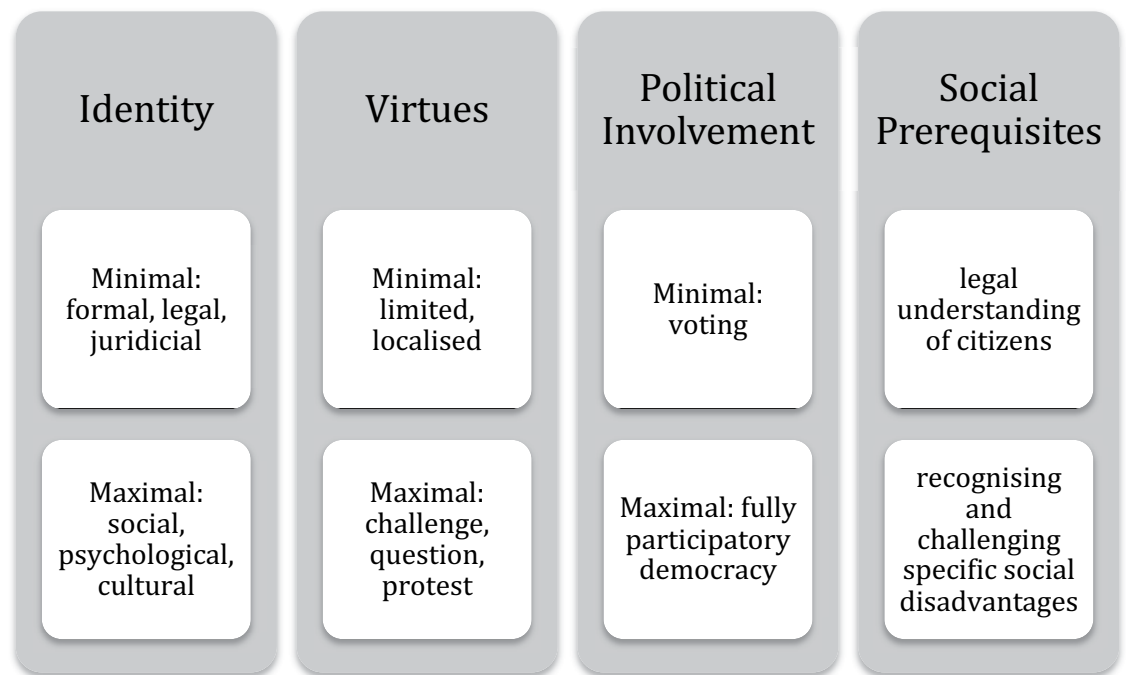 Identity
Minimal:
formal, legal,
juridicial
Maximal:
social,
psychological,
cultural
Virtues
Minimal:
limited,
localised
Maximal:
challenge,
question,
protest
Political
Involvement
Minimal:
voting
Maximal: fully
participatory
democracy
Social
Prerequisites
legal
understanding
of citizens
recognising
and
challenging
specific social
disadvantages